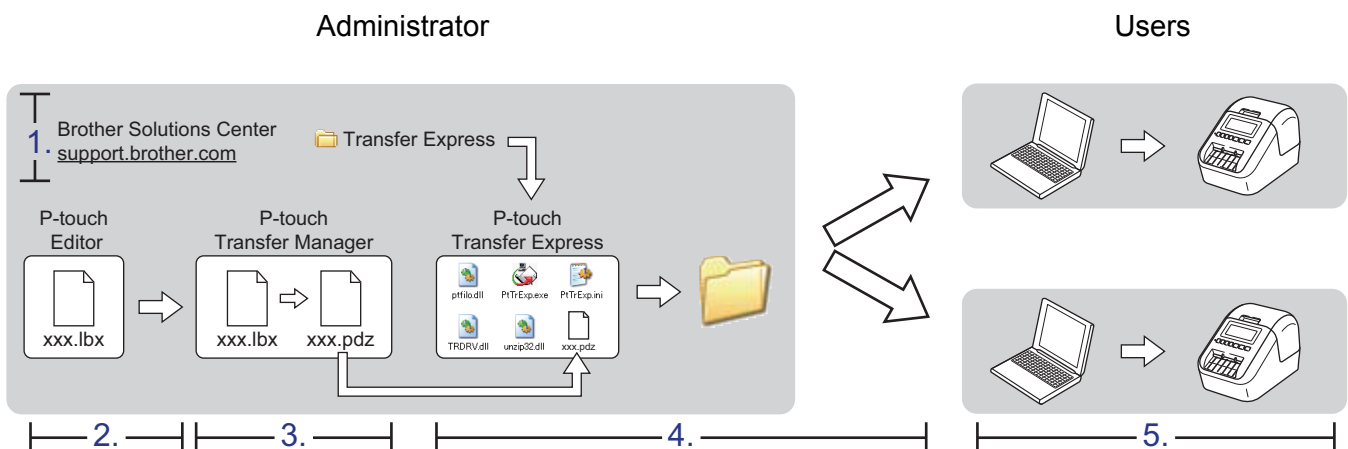 Administrator
Users
1.
Brother Solutions Center
support.brother.com
Transfer Express
P-touch
Editor
xxx.lbx
P-touch
Transfer Manager
xxx.lbx
xxx.pdz
P-touch
Transfer Express
ptfilo.dll
PtTrExp.exe
PtTrExp.ini
TRDRV.dll
unzip32.dll
xxx.pdz
2.
3.
4.
5.